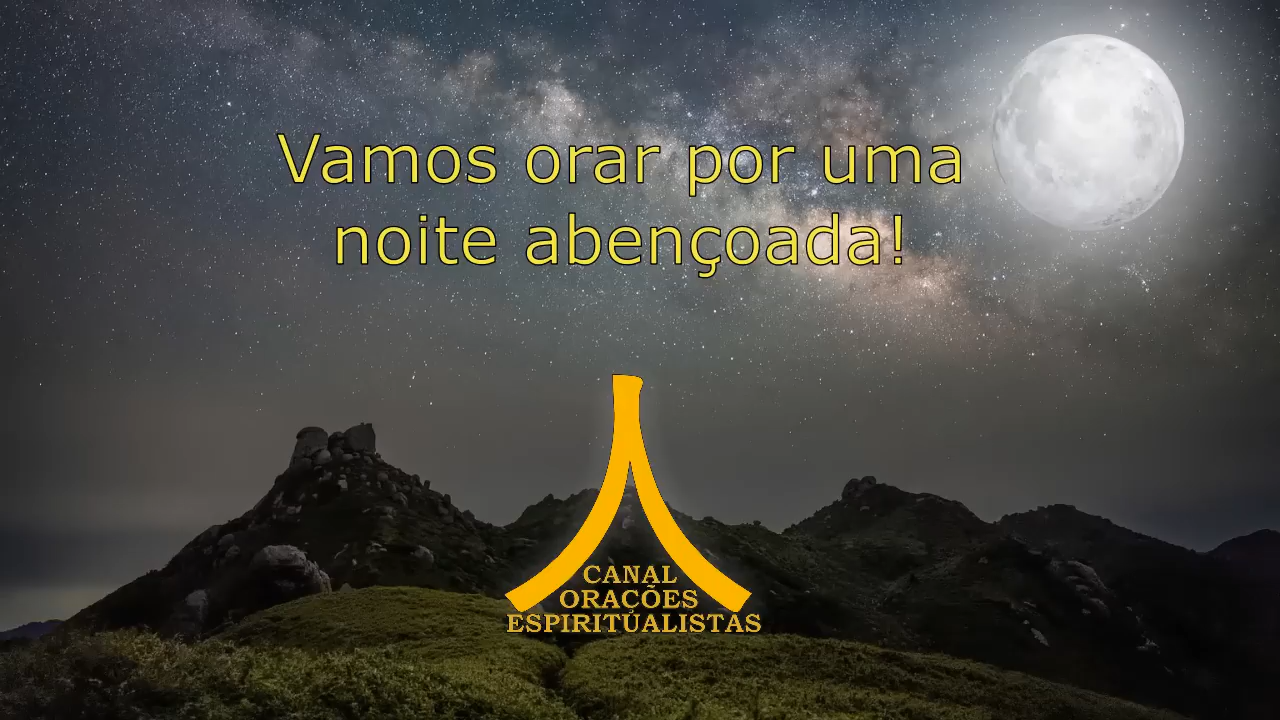 Vamos orar por uma
noite abençoada!
CANAL
ORAÇÕES
ESPIRITUALISTAS